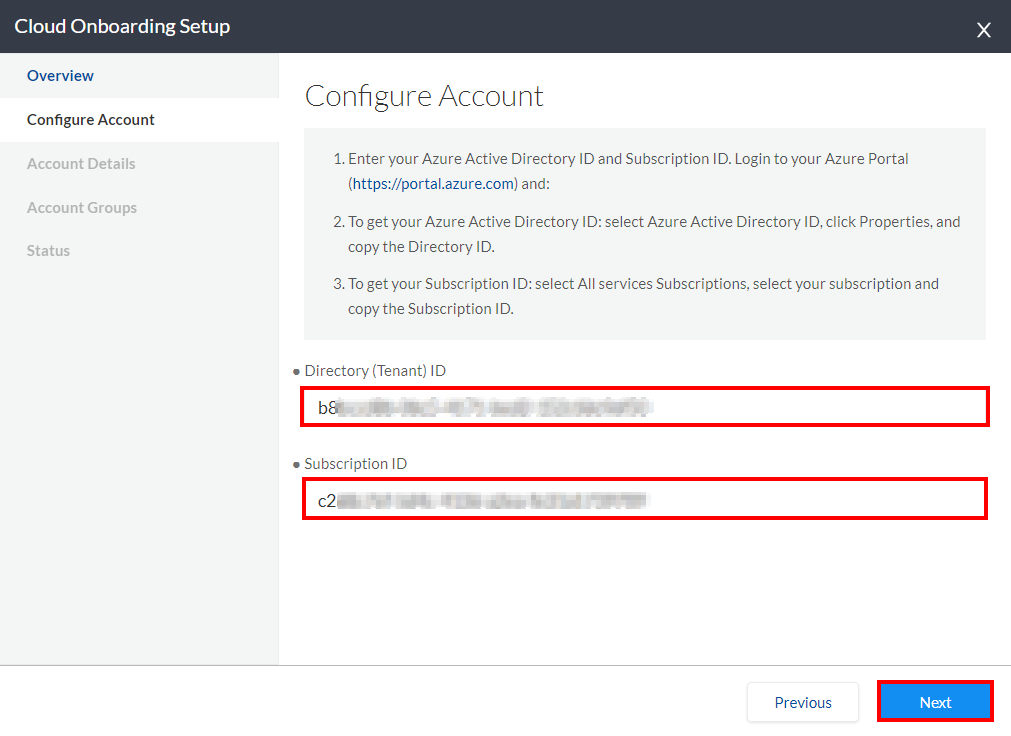 Cloud Onboarding Setup
X
Overview
Configure Account
Account Details
Account Groups
Status
Configure Account
1. Enter your Azure Active Directory ID and Subscription ID. Login to your Azure Portal
(https://portal.azure.com) and:
2. To get your Azure Active Directory ID: select Azure Active Directory ID, click Properties, and
copy the Directory ID.
3. To get your Subscription ID: select All services Subscriptions, select your subscription and
copy the Subscription ID.
• Directory (Tenant) ID
b8
• Subscription ID
c2
Previous
Next